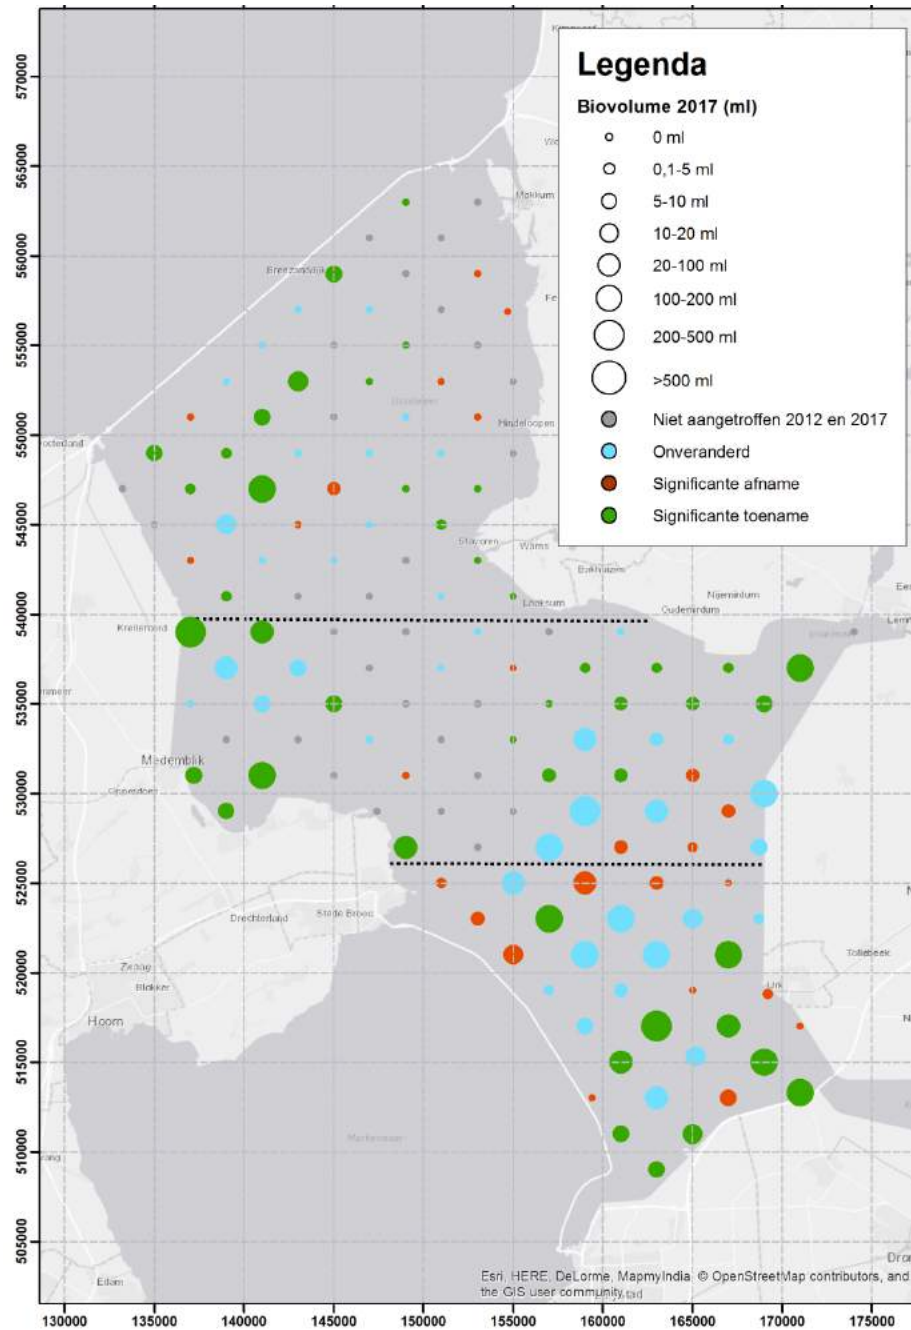 Legenda
Biovolume 2017 (ml)
0 ml
0,1-5 ml
5-10 ml
10-20 ml
20-100 ml
100-200 ml
200-500 ml
>500 ml
Niet aangetroffen 2012 en 2017
Onveranderd
Significante afname
Significante toename
570000
565000
Makkum
560000
Breezanddijk
555000
550000
Hindeloopen
545000
Stavoren
Warns
Bakhuizen
Nijemirdum
Oudemirdum
540000
535000
Medemblik
Opperdoes
530000
525000
Drechterland
Stede Broec
520000
Zwaag
Blokker
Tollebeek
Urk
Hoorn
515000
Markermeer
510000
505000
Edam
Esri, HERE, DeLorme, MapmyIndia, © OpenStreetMap contributors, and
the GIS user community
130000 135000 140000 145000 150000 155000 160000 165000 170000 175000